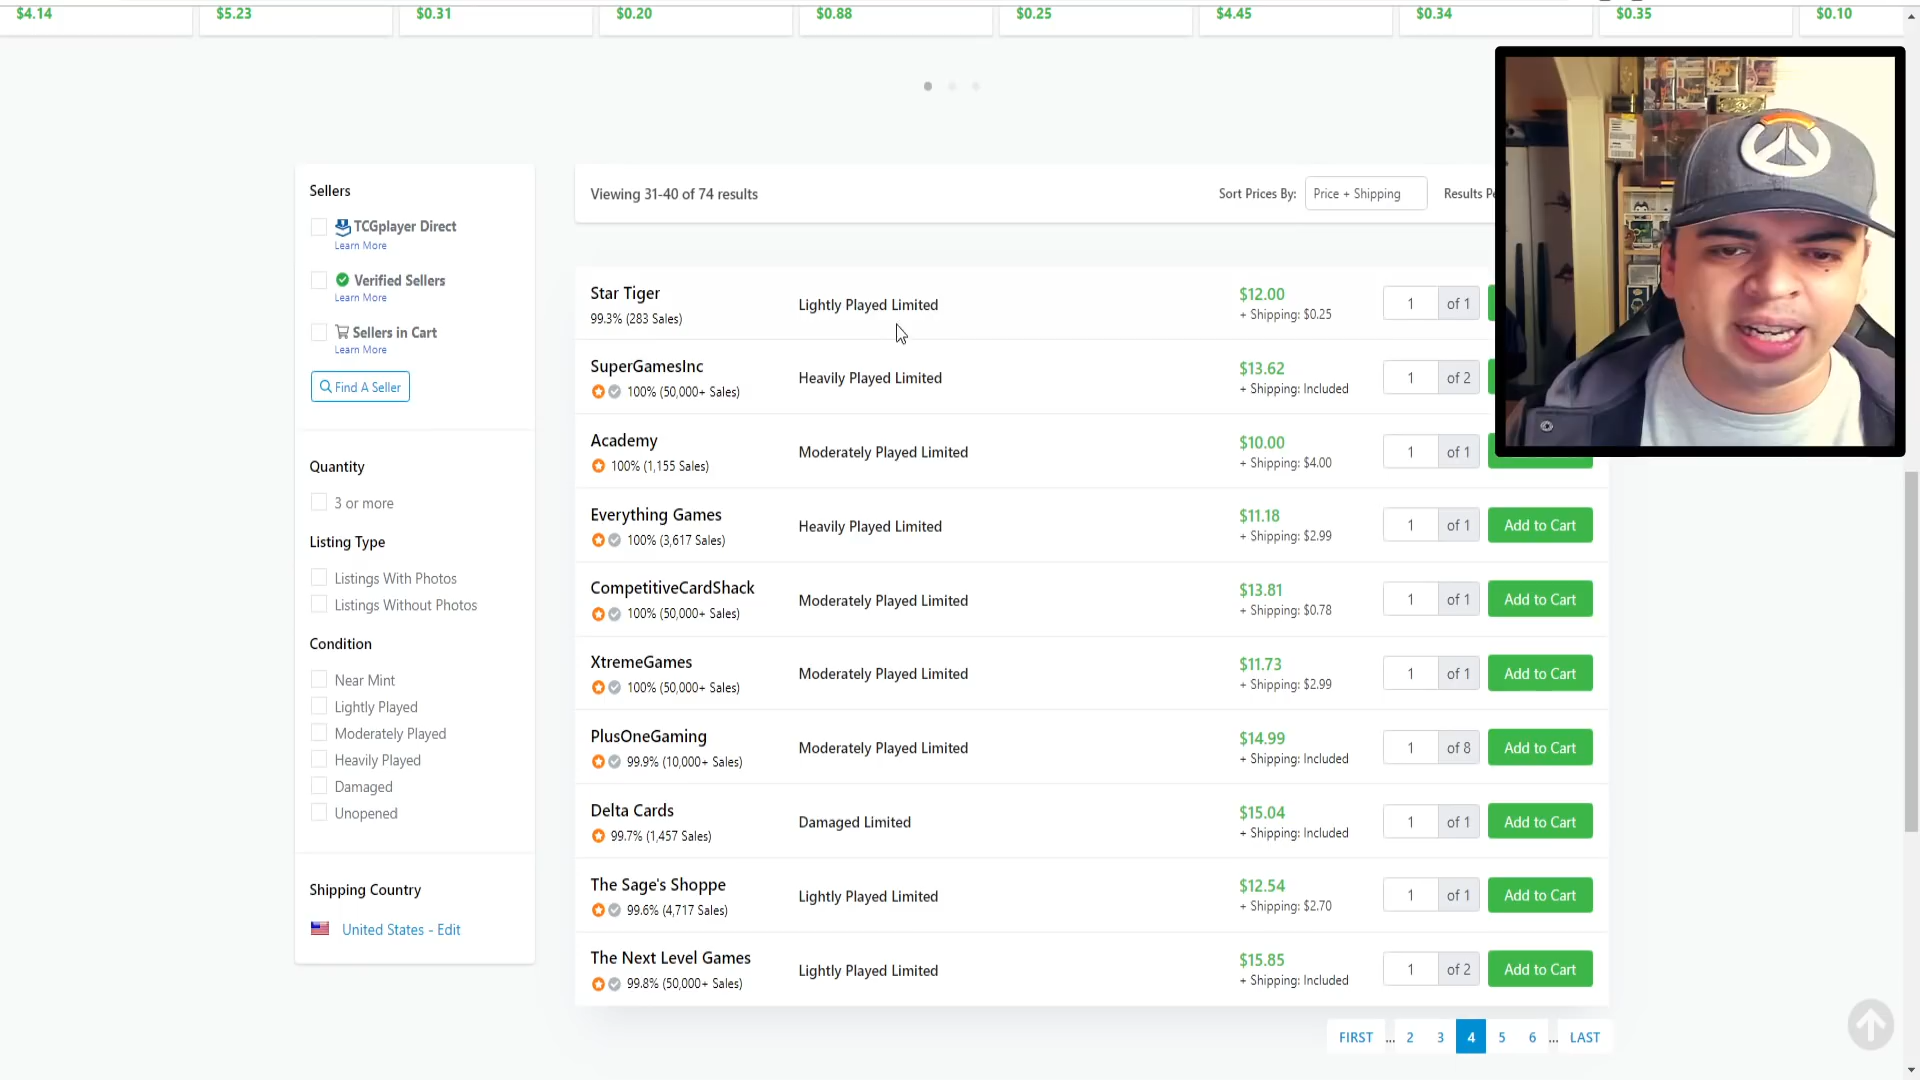 $4.14 $5.23 $0.31 $0.20 $0.88 $0.25 $4.45 $0.34 $0.35 $0.10
Sellers
TCGplayer Direct
Learn More
Verified Sellers
Learn More
Sellers in Cart
Learn More
Find A Seller
Quantity
3 or more
Listing Type
Listings With Photos
Listings Without Photos
Condition
Near Mint
Lightly Played
Moderately Played
Heavily Played
Damaged
Unopened
Shipping Country
United States - Edit
Viewing 31-40 of 74 results Sort Prices By: Price + Shipping Results
Star Tiger Lightly Played Limited $12.00 1 of 1
99.3% (283 Sales) + Shipping: $0.25
SuperGamesInc Heavily Played Limited $13.62 1 of 2
100% (50,000+ Sales) + Shipping: Included
Academy Moderately Played Limited $10.00 1 of 1
100% (1,155 Sales) + Shipping: $4.00
Everything Games Heavily Played Limited $11.18 1 of 1 Add to Cart
100% (3,617 Sales) + Shipping: $2.99
CompetitiveCardShack Moderately Played Limited $13.81 1 of 1 Add to Cart
100% (50,000+ Sales) + Shipping: $0.78
XtremeGames Moderately Played Limited $11.73 1 of 1 Add to Cart
100% (50,000+ Sales) + Shipping: $2.99
PlusOneGaming Moderately Played Limited $14.99 1 of 8 Add to Cart
99.9% (10,000+ Sales) + Shipping: Included
Delta Cards Damaged Limited $15.04 1 of 1 Add to Cart
99.7% (1,457 Sales) + Shipping: Included
The Sage's Shoppe Lightly Played Limited $12.54 1 of 1 Add to Cart
99.6% (4,717 Sales) + Shipping: $2.70
The Next Level Games Lightly Played Limited $15.85 1 of 2 Add to Cart
99.8% (50,000+ Sales) + Shipping: Included
FIRST ... 2 3 4 5 6 ... LAST